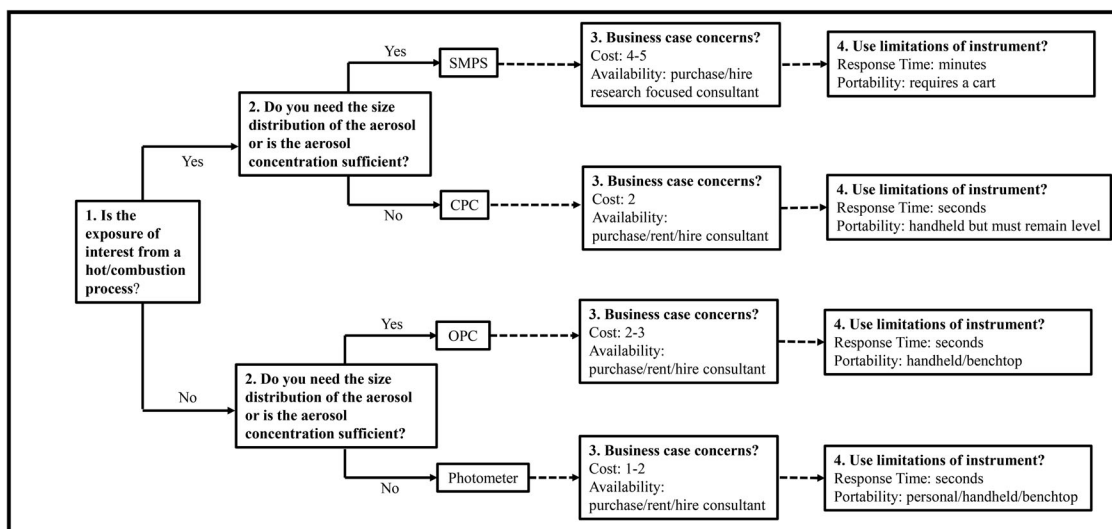 1. Is the
exposure of
interest from a
hot/combustion
process?
Yes
No
2. Do you need the size
distribution of the aerosol
or is the aerosol
concentration sufficient?
Yes
No
SMPS
3. Business case concerns?
Cost: 4-5
Availability: purchase/hire
research focused consultant
4. Use limitations of instrument?
Response Time: minutes
Portability: requires a cart
CPC
3. Business case concerns?
Cost: 2
Availability:
purchase/rent/hire consultant
4. Use limitations of instrument?
Response Time: seconds
Portability: handheld but must remain level
2. Do you need the size
distribution of the aerosol
or is the aerosol
concentration sufficient?
Yes
No
OPC
3. Business case concerns?
Cost: 2-3
Availability:
purchase/rent/hire consultant
4. Use limitations of instrument?
Response Time: seconds
Portability: handheld/benchtop
Photometer
3. Business case concerns?
Cost: 1-2
Availability:
purchase/rent/hire consultant
4. Use limitations of instrument?
Response Time: seconds
Portability: personal/handheld/benchtop